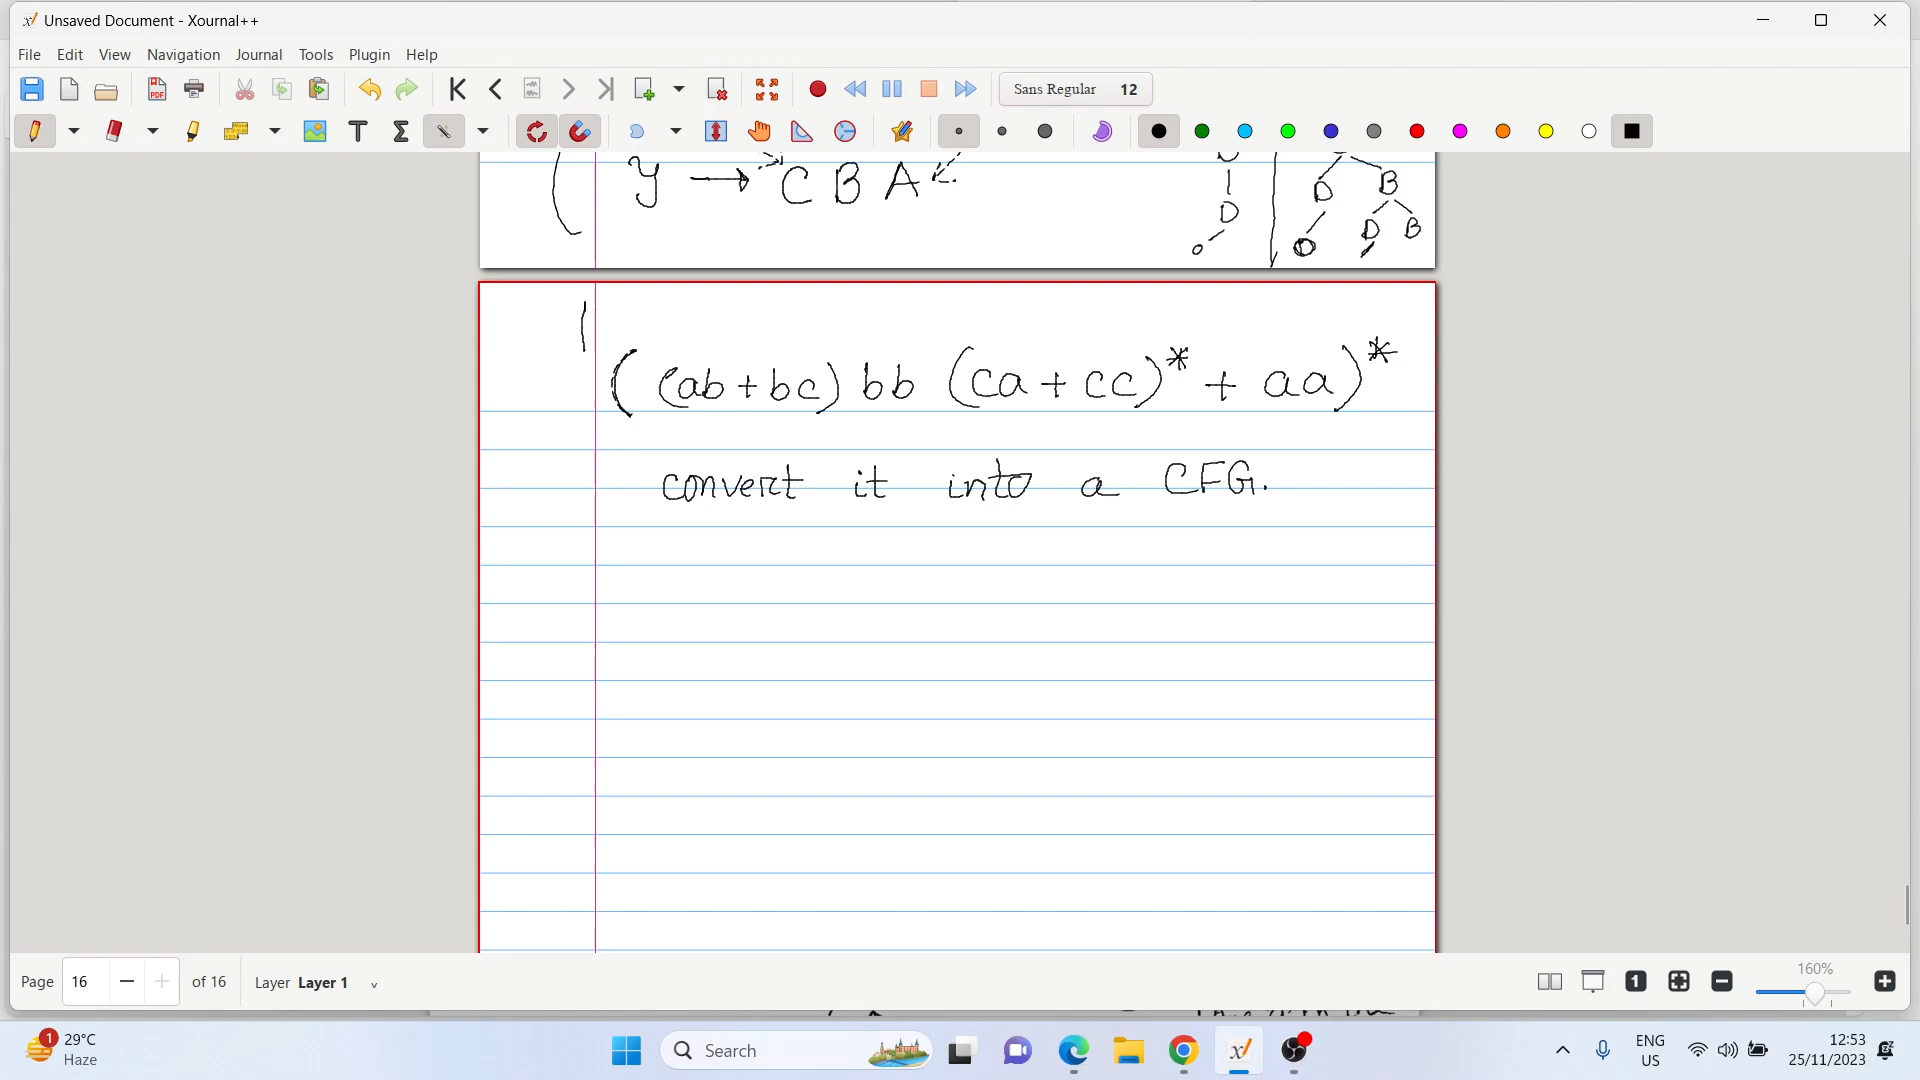 Unsaved Document - Xournal++
File Edit View Navigation Journal Tools Plugin Help
Sans Regular 12
Y → C B A
D
D B
D B
((ab + bc) bb (ca + cc)* + aa)*
convert it into a CFG.
Page 16 of 16 Layer Layer 1 160%
29°C
Haze
Search
ENG
US
12:53
25/11/2023